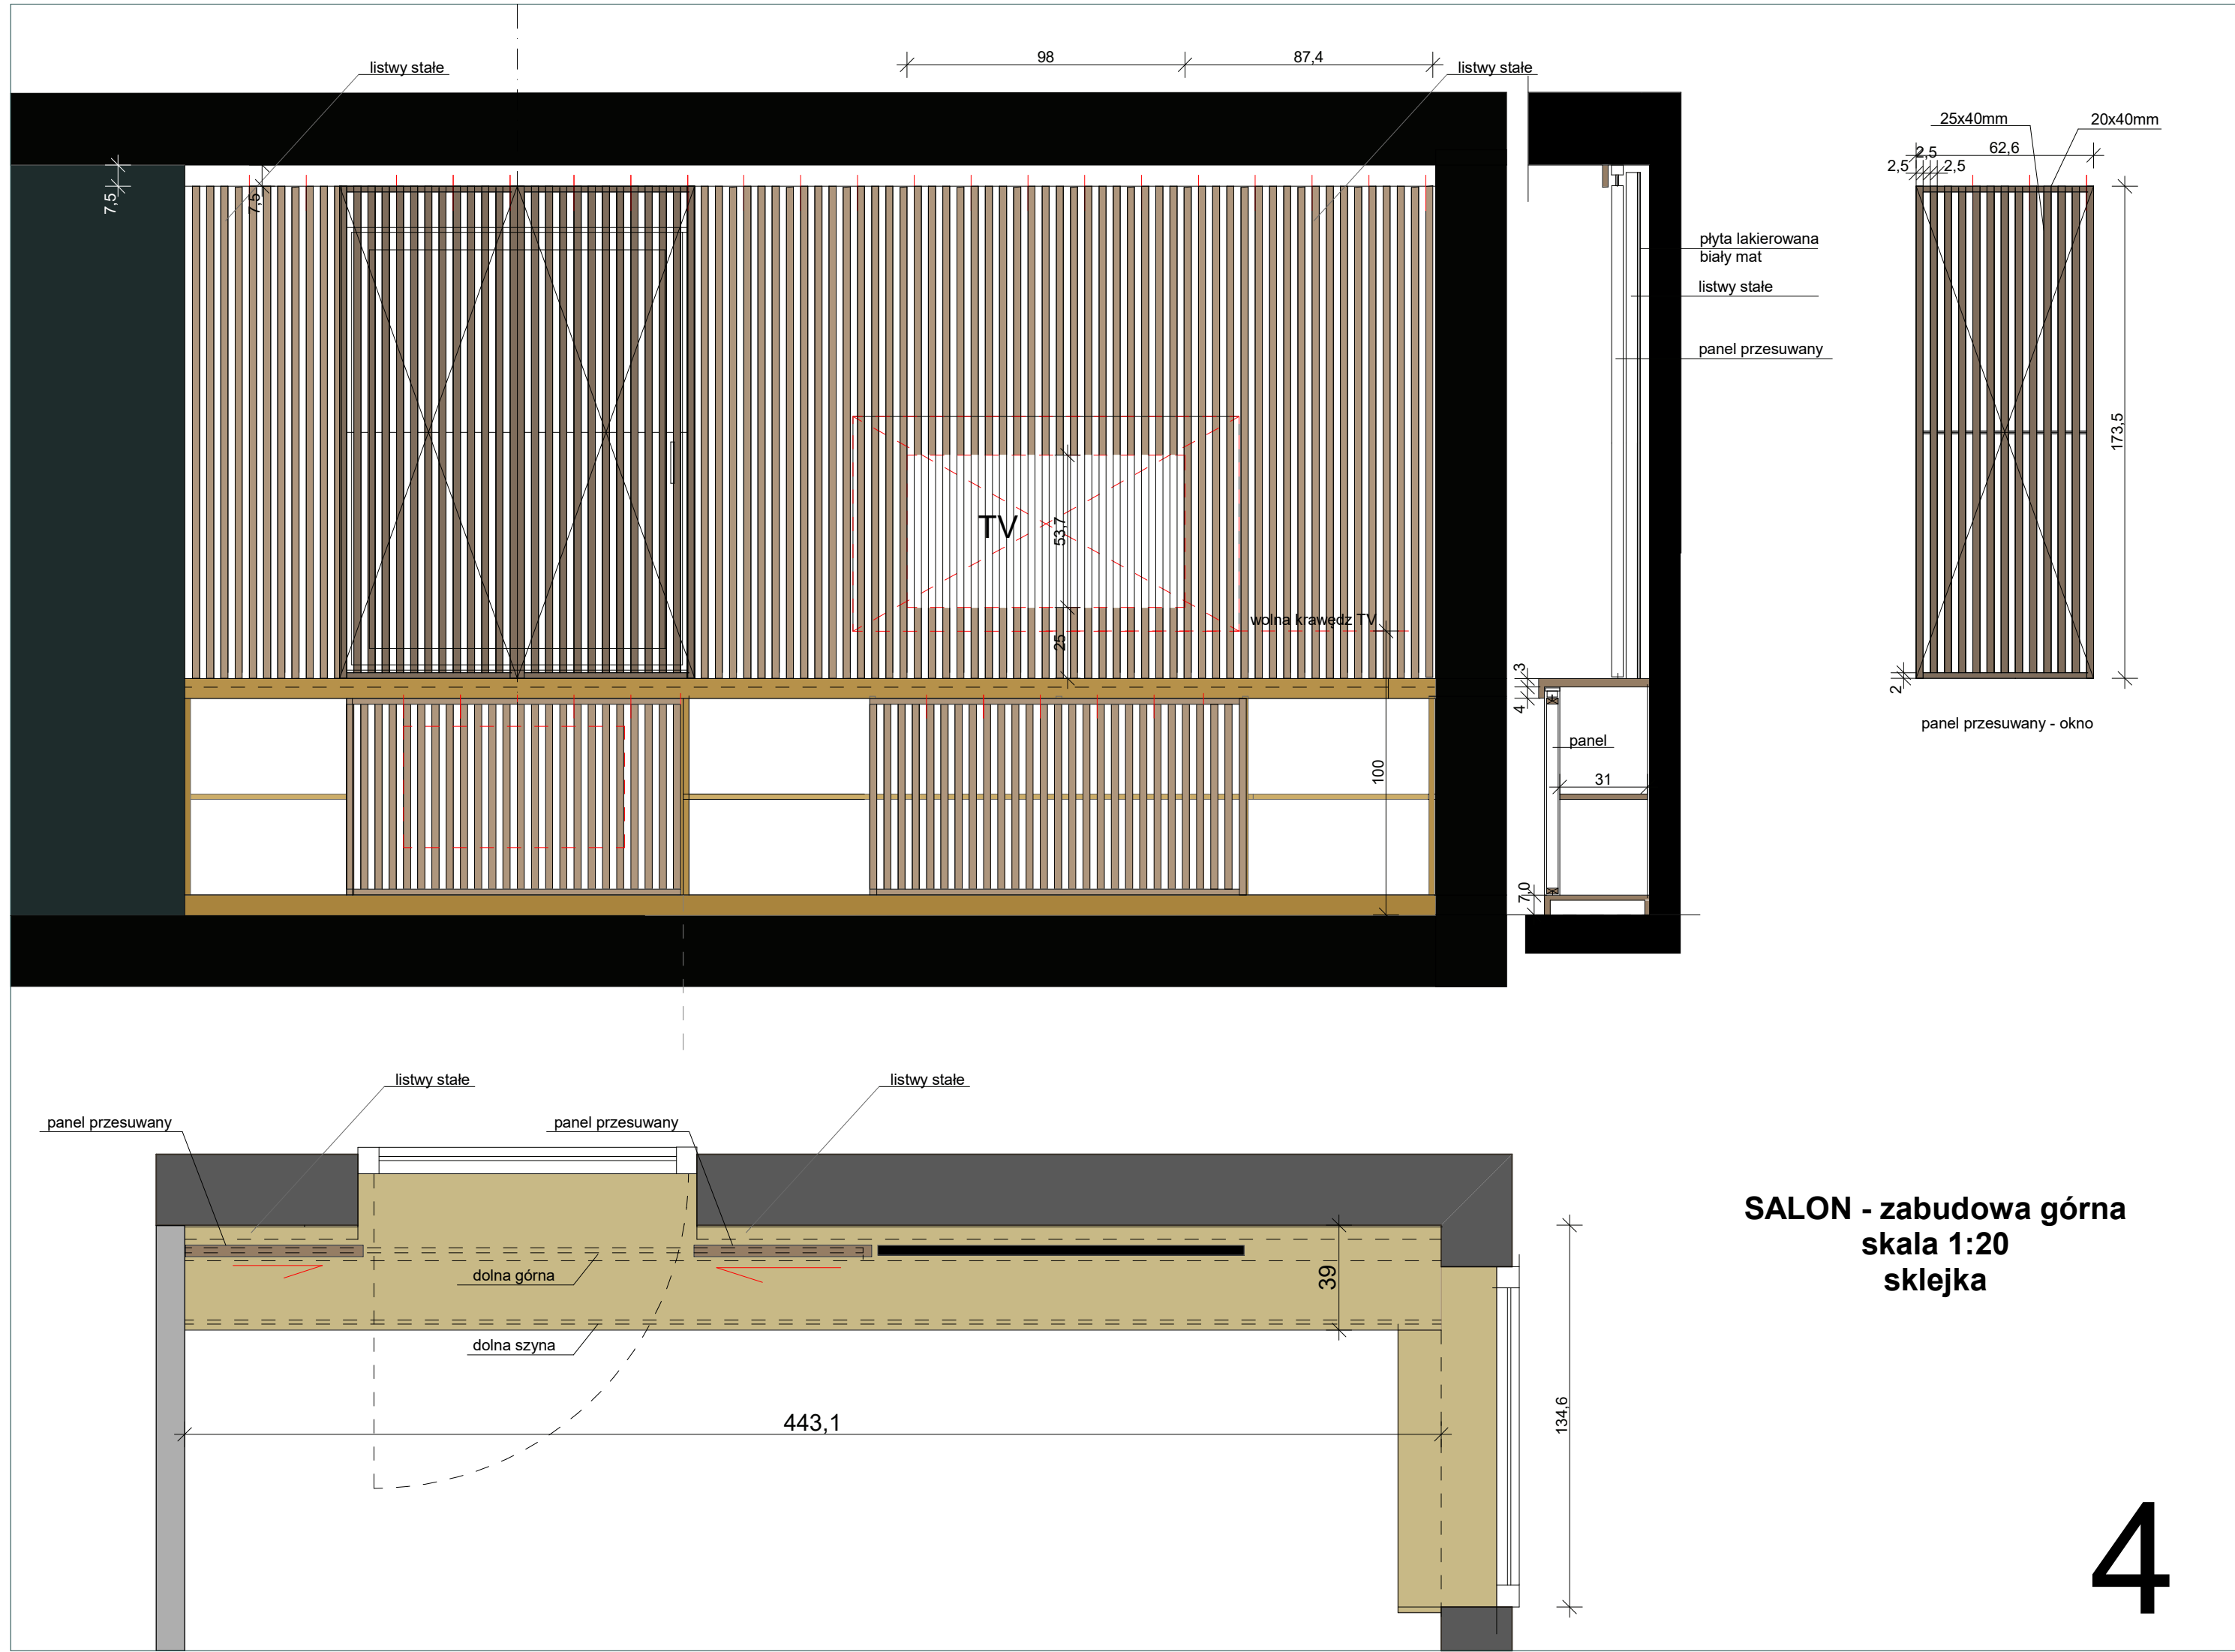 listwy stałe
98
87,4
listwy stałe
25x40mm
20x40mm
2,5
62,6
2,5
2,5
7,5
7,5
płyta lakierowana
biały mat
listwy stałe
panel przesuwany
173,5
TV
53,7
wolna krawędz TV
25
3
4
2
panel przesuwany - okno
panel
31
100
7,0
listwy stałe
listwy stałe
panel przesuwany
panel przesuwany
dolna górna
39
dolna szyna
443,1
134,6
SALON - zabudowa górna
skala 1:20
sklejka
4